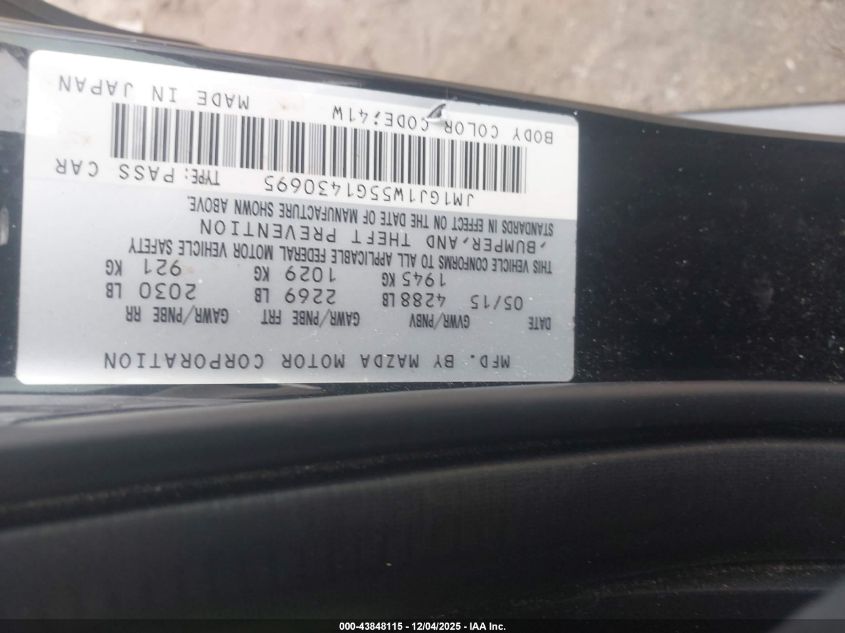 MFD. BY MAZDA MOTOR CORPORATION
DATE GVWR/PNBV GAWR/PNBE FRT GAWR/PNBE RR
05/15 4288 LB 2269 LB 2030 LB
1945 KG 1029 KG 921 KG
THIS VEHICLE CONFORMS TO ALL APPLICABLE FEDERAL MOTOR VEHICLE SAFETY
,BUMPER,AND THEFT PREVENTION
STANDARDS IN EFFECT ON THE DATE OF MANUFACTURE SHOWN ABOVE.
JM1GJ1W55G1430695 TYPE: PASS CAR
BODY COLOR CODE:41W MADE IN JAPAN
000-43848115 - 12/04/2025 - IAA Inc.